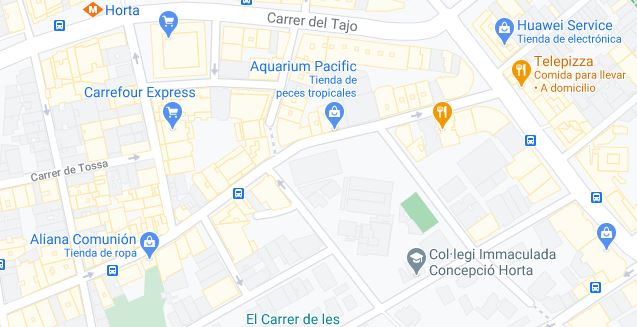 M Horta
Carrer del Tajo
Huawei Service
Tienda de electrónica
Telepizza
Comida para llevar
• A domicilio
Aquarium Pacific
Tienda de
peces tropicales
Carrefour Express
Carrer de Tossa
Aliana Comunión
Tienda de ropa
Col·legi Immaculada
Concepció Horta
El Carrer de les